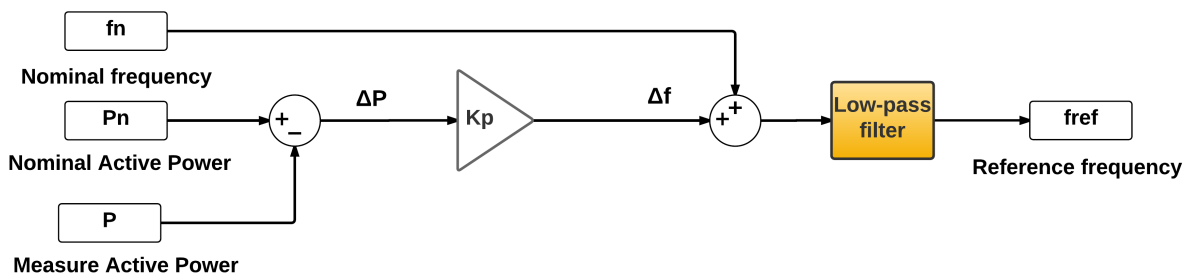 fn
Nominal frequency
Pn
Nominal Active Power
P
Measure Active Power
+
−
ΔP
Kp
Δf
+
+
Low-pass
filter
fref
Reference frequency